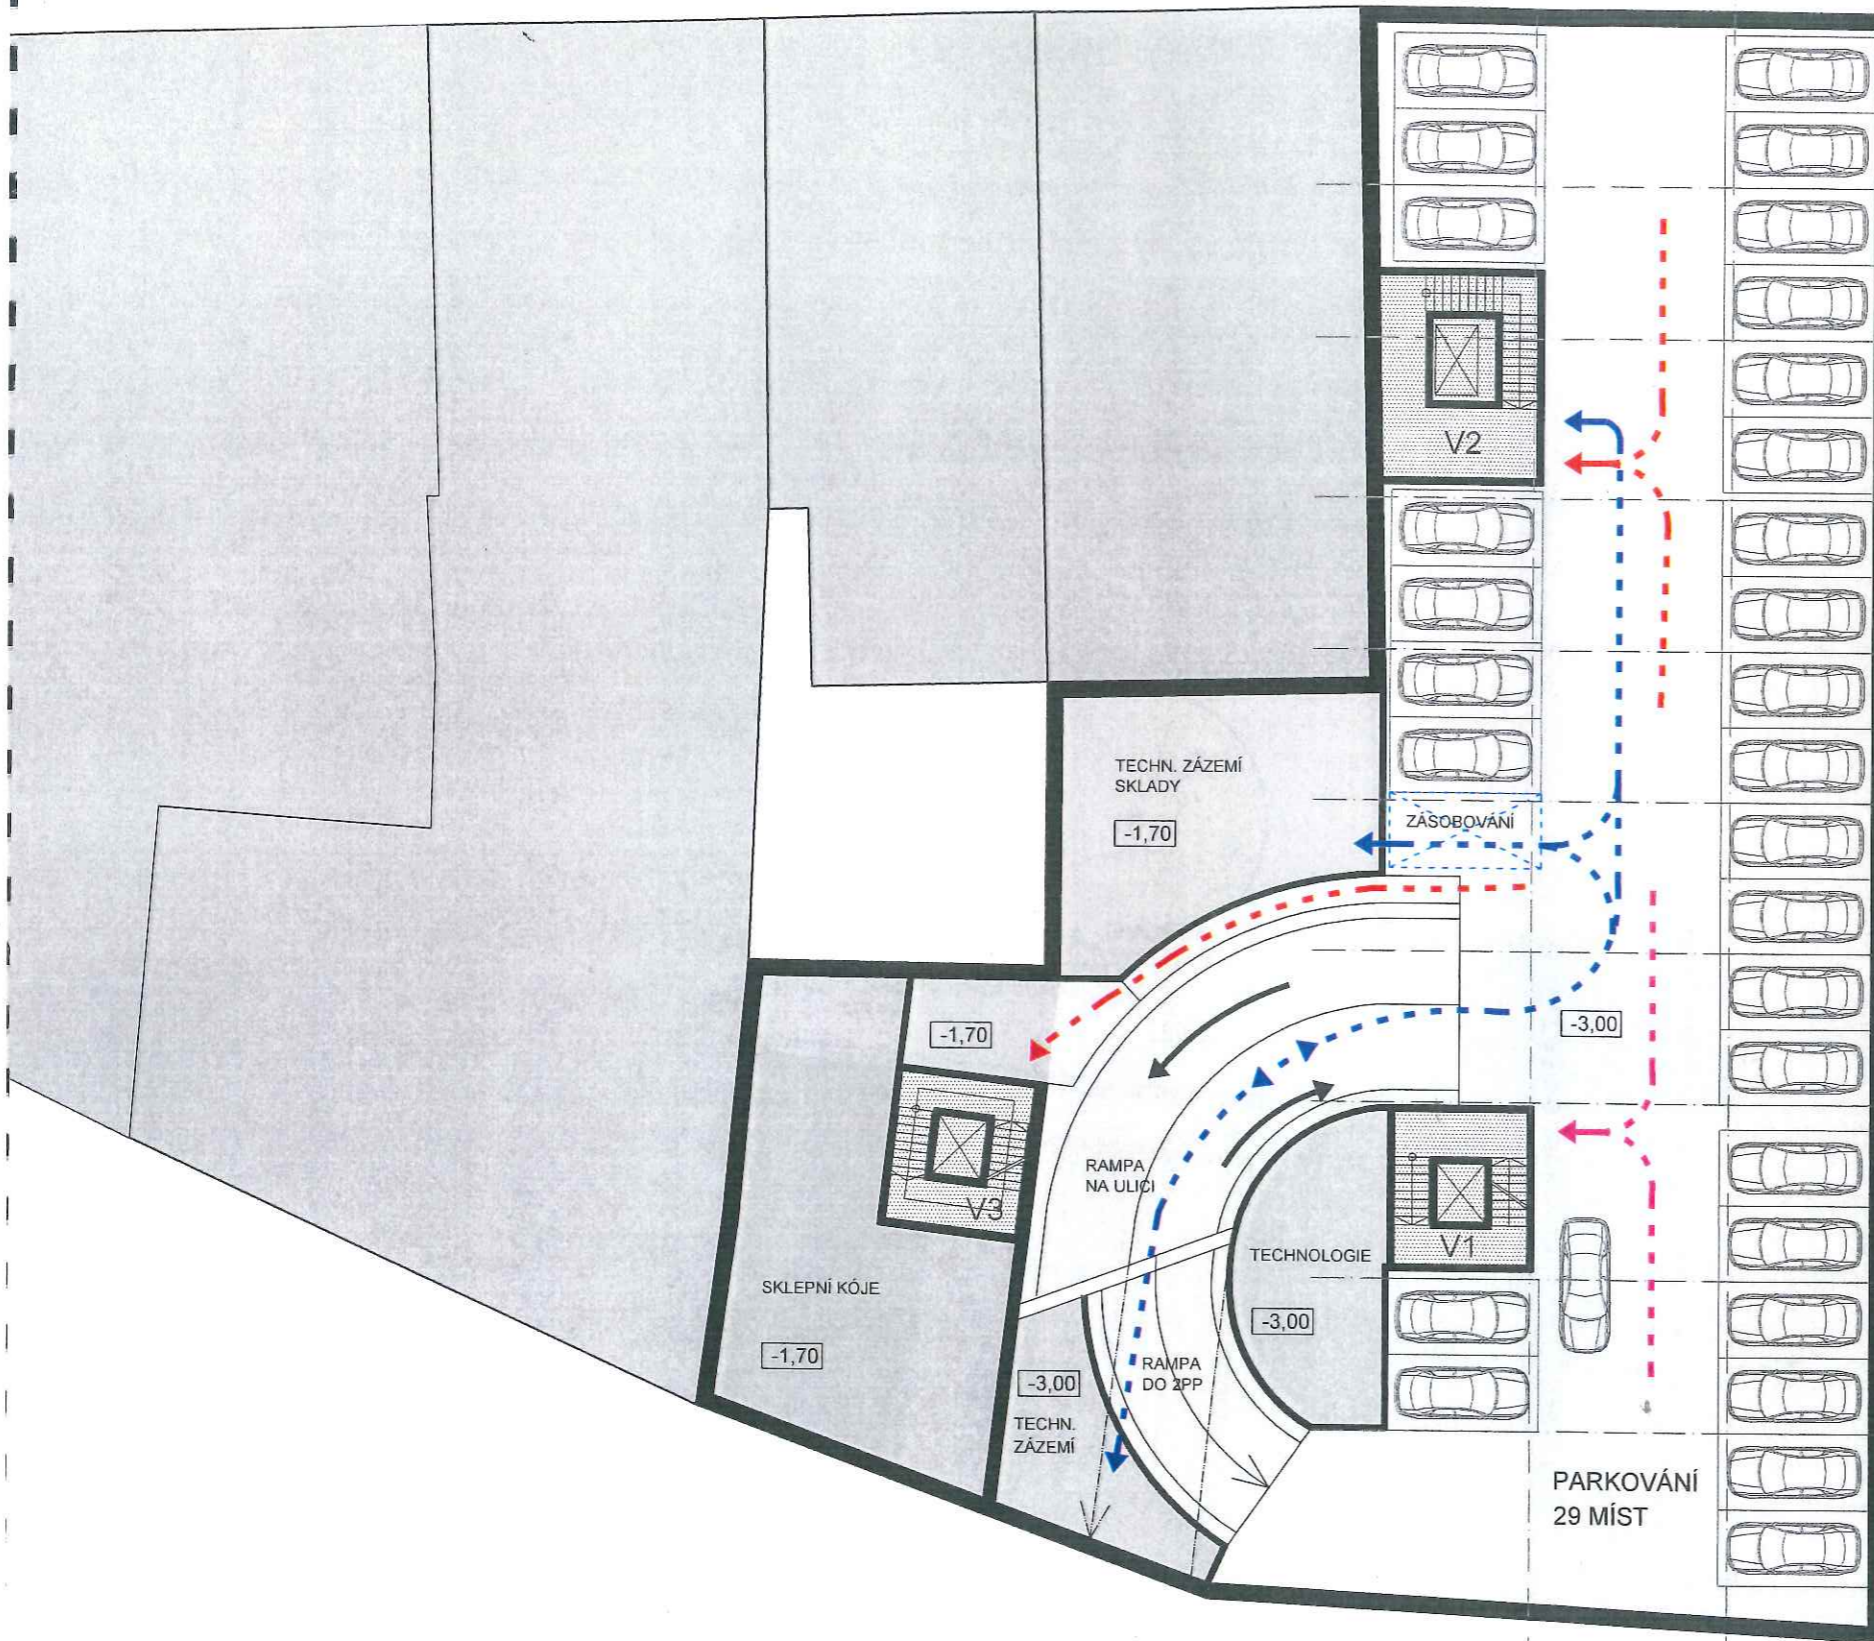 V2
TECHN. ZÁZEMÍ
SKLADY
-1,70
ZÁSOBOVÁNÍ
-1,70
-3,00
RAMPA
NA ULICI
V3
V1
TECHNOLOGIE
-3,00
SKLEPNÍ KÓJE
-1,70
RAMPA
DO 2PP
-3,00
TECHN.
ZÁZEMÍ
PARKOVÁNÍ
29 MÍST